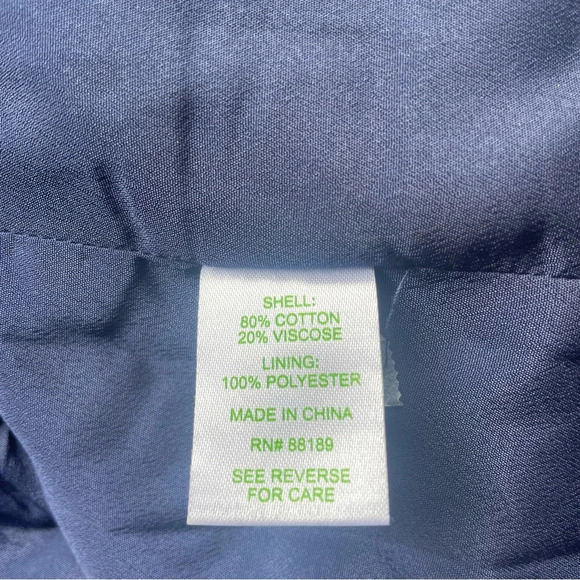 SHELL:
80% COTTON
20% VISCOSE
LINING:
100% POLYESTER
MADE IN CHINA
RN# 88189
SEE REVERSE
FOR CARE